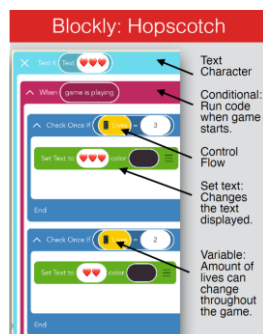 Blockly: Hopscotch
Text
Text
Character
When game is playing
Conditional:
Run code
when game
starts.
Check Once If Lives = 3
Control
Flow
Set Text to ❤️❤️❤️ color
Set text:
Changes
the text
displayed.
End
Check Once If = 2
Variable:
Amount of
lives can
change
throughout
the game.
Set Text to ❤️❤️ color
End